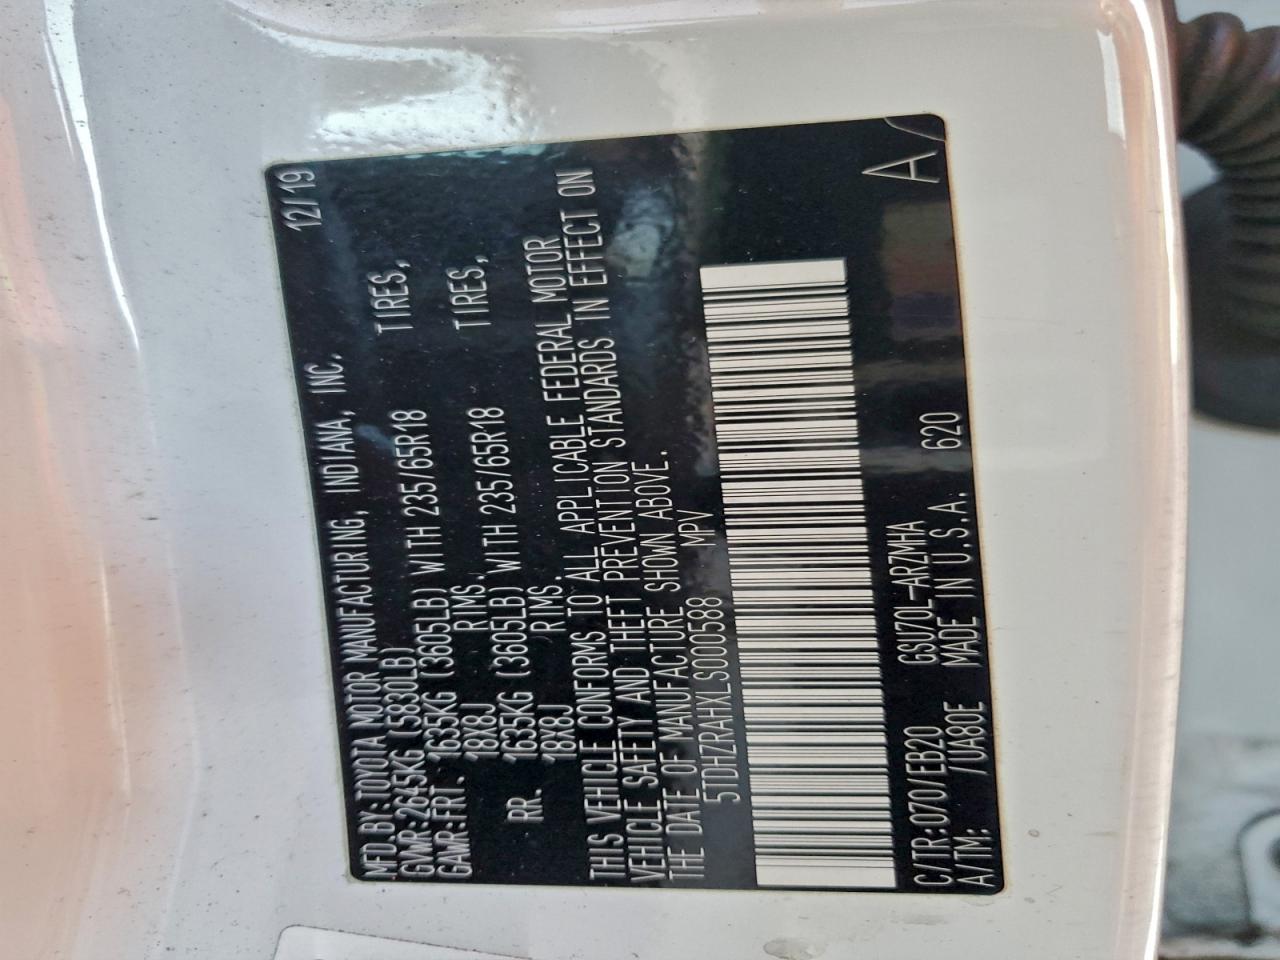 MFD.BY:TOYOTA MOTOR MANUFACTURING, INDIANA, INC. 12/19
GVWR:2645KG (5830LB)
GAWR:FRT. 1635KG (3605LB) WITH 235/65R18 TIRES,
18X8J RIMS.
RR. 1635KG (3605LB) WITH 235/65R18 TIRES,
18X8J RIMS.
THIS VEHICLE CONFORMS TO ALL APPLICABLE FEDERAL MOTOR
VEHICLE SAFETY AND THEFT PREVENTION STANDARDS IN EFFECT ON
THE DATE OF MANUFACTURE SHOWN ABOVE.
5TDHZRAHXLS000588 MPV
C/TR:070/EB20 GSU70L-ARZMHA
A/TM: /UA80E MADE IN U.S.A. 620